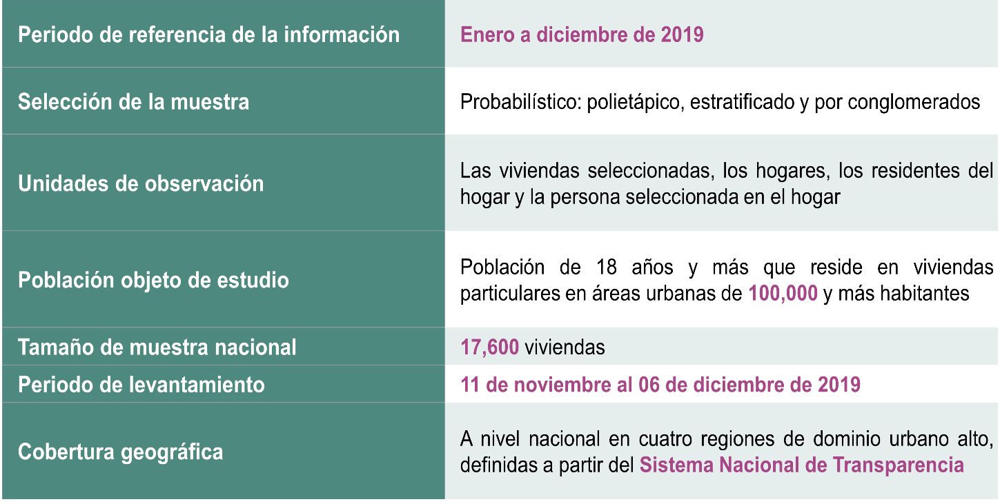 Periodo de referencia de la información
Enero a diciembre de 2019
Selección de la muestra
Probabilístico: polietápico, estratificado y por conglomerados
Unidades de observación
Las viviendas seleccionadas, los hogares, los residentes del
hogar y la persona seleccionada en el hogar
Población objeto de estudio
Población de 18 años y más que reside en viviendas
particulares en áreas urbanas de 100,000 y más habitantes
Tamaño de muestra nacional
17,600 viviendas
Periodo de levantamiento
11 de noviembre al 06 de diciembre de 2019
Cobertura geográfica
A nivel nacional en cuatro regiones de dominio urbano alto,
definidas a partir del Sistema Nacional de Transparencia